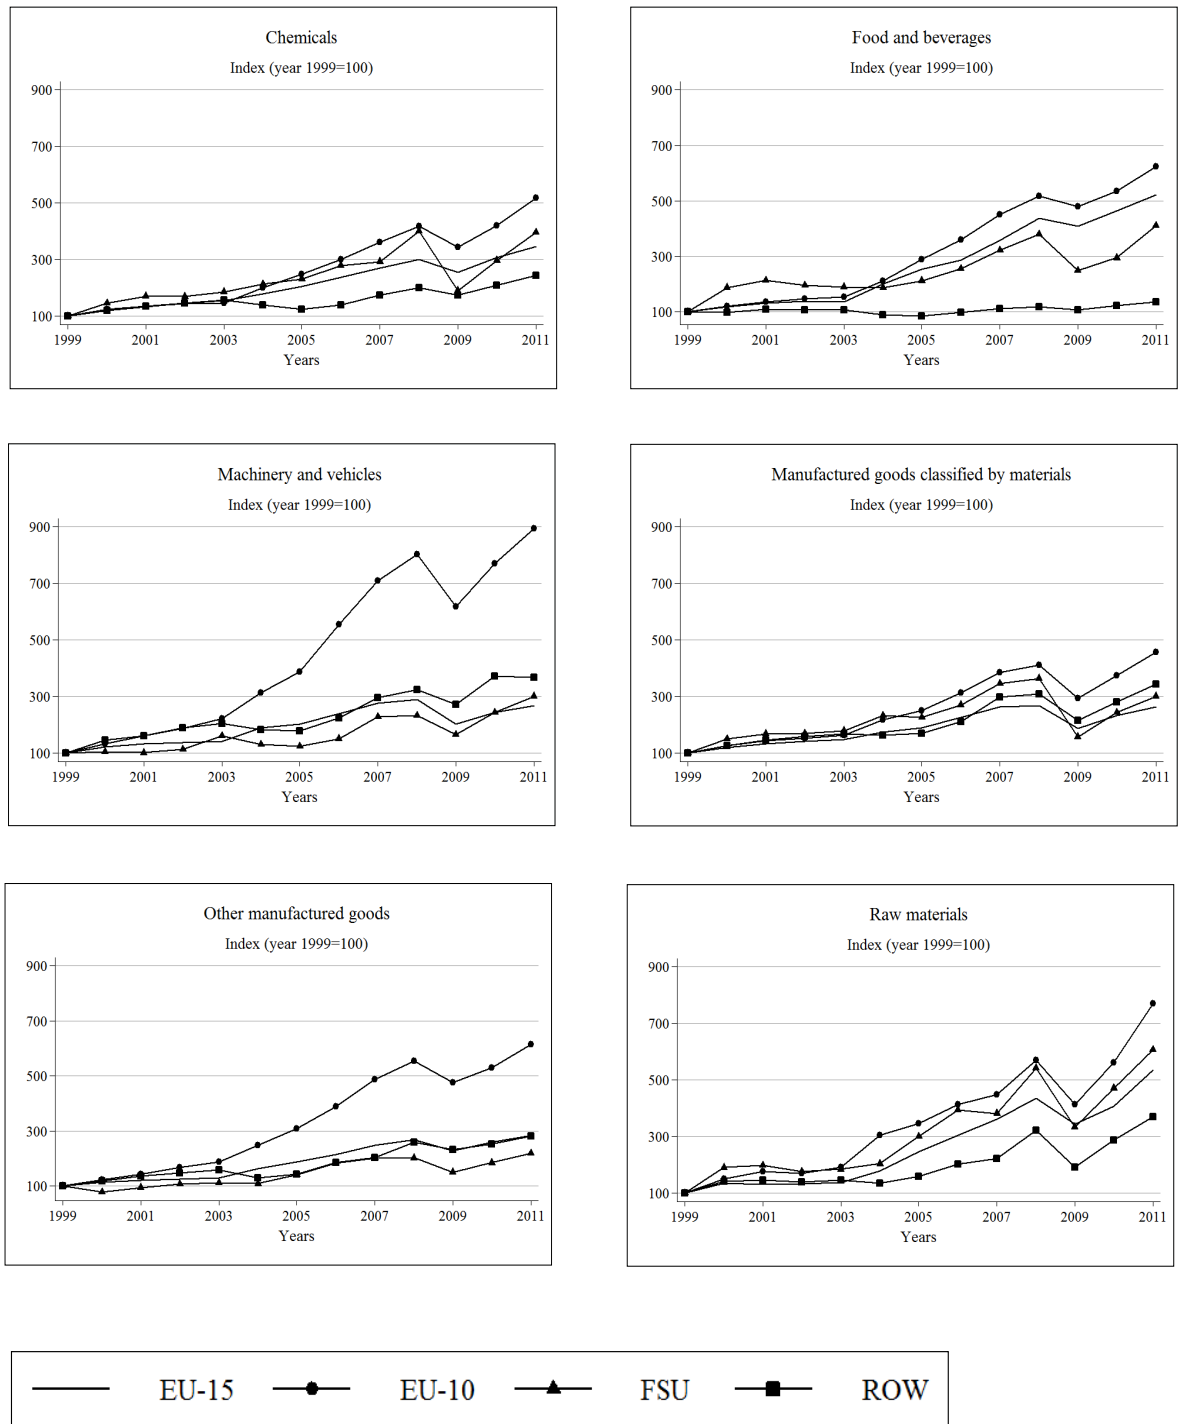 Chemicals
Index (year 1999=100)
900
700
500
300
100
1999 2001 2003 2005 2007 2009 2011
Years
Food and beverages
Index (year 1999=100)
900
700
500
300
100
1999 2001 2003 2005 2007 2009 2011
Years
Machinery and vehicles
Index (year 1999=100)
900
700
500
300
100
1999 2001 2003 2005 2007 2009 2011
Years
Manufactured goods classified by materials
Index (year 1999=100)
900
700
500
300
100
1999 2001 2003 2005 2007 2009 2011
Years
Other manufactured goods
Index (year 1999=100)
900
700
500
300
100
1999 2001 2003 2005 2007 2009 2011
Years
Raw materials
Index (year 1999=100)
900
700
500
300
100
1999 2001 2003 2005 2007 2009 2011
Years
EU-15 EU-10 FSU ROW